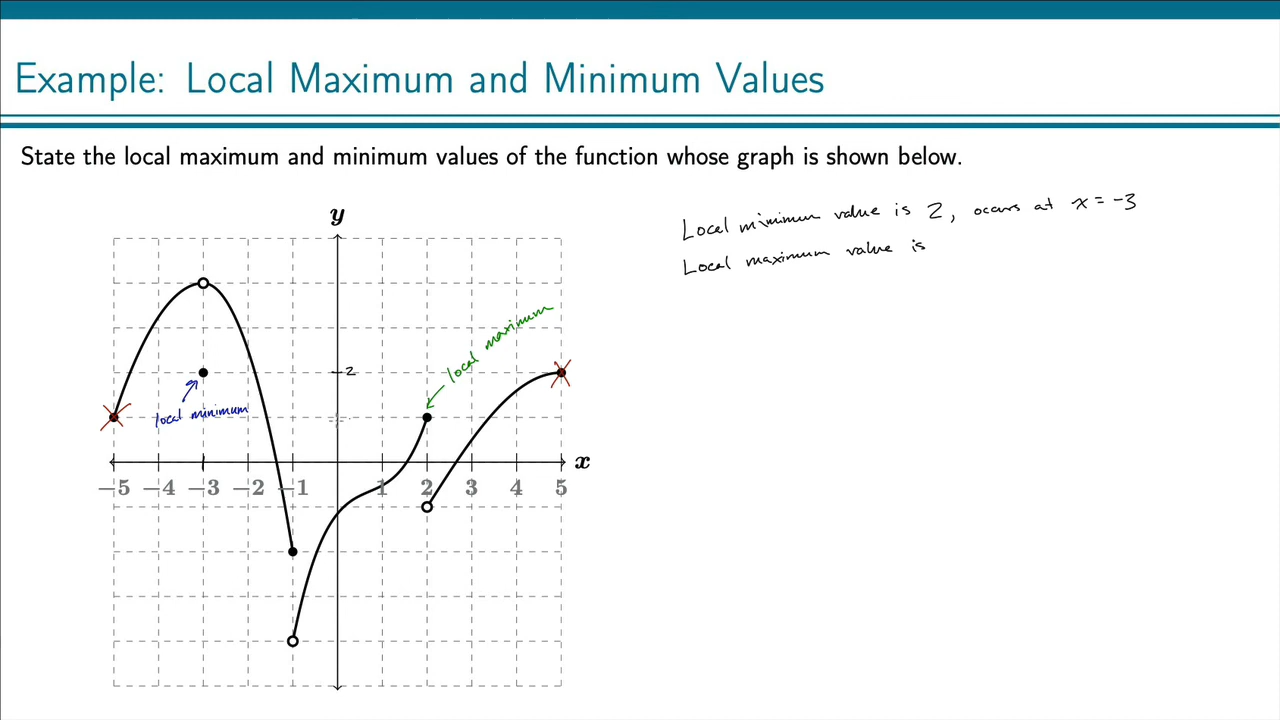 Example: Local Maximum and Minimum Values
State the local maximum and minimum values of the function whose graph is shown below.
Local minimum value is 2, occurs at x = -3
Local maximum value is
y
local maximum
2
local minimum
x
−5 −4 −3 −2 −1 1 2 3 4 5